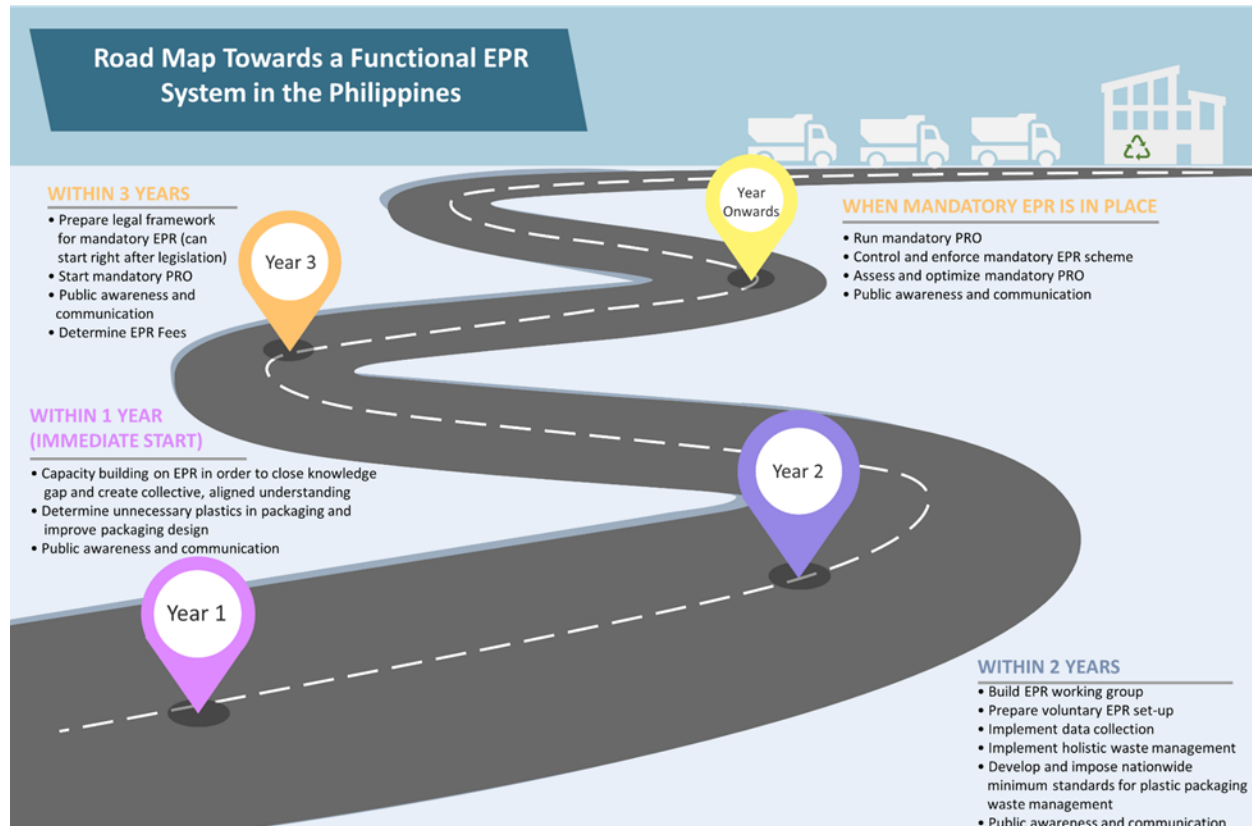 Road Map Towards a Functional EPR
System in the Philippines
WITHIN 3 YEARS
• Prepare legal framework
for mandatory EPR (can
start right after legislation)
• Start mandatory PRO
• Public awareness and
communication
• Determine EPR Fees
Year 3
Year
Onwards
WHEN MANDATORY EPR IS IN PLACE
• Run mandatory PRO
• Control and enforce mandatory EPR scheme
• Assess and optimize mandatory PRO
• Public awareness and communication
WITHIN 1 YEAR
(IMMEDIATE START)
• Capacity building on EPR in order to close knowledge
gap and create collective, aligned understanding
• Determine unnecessary plastics in packaging and
improve packaging design
• Public awareness and communication
Year 1
Year 2
WITHIN 2 YEARS
• Build EPR working group
• Prepare voluntary EPR set-up
• Implement data collection
• Implement holistic waste management
• Develop and impose nationwide
minimum standards for plastic packaging
waste management
• Public awareness and communication